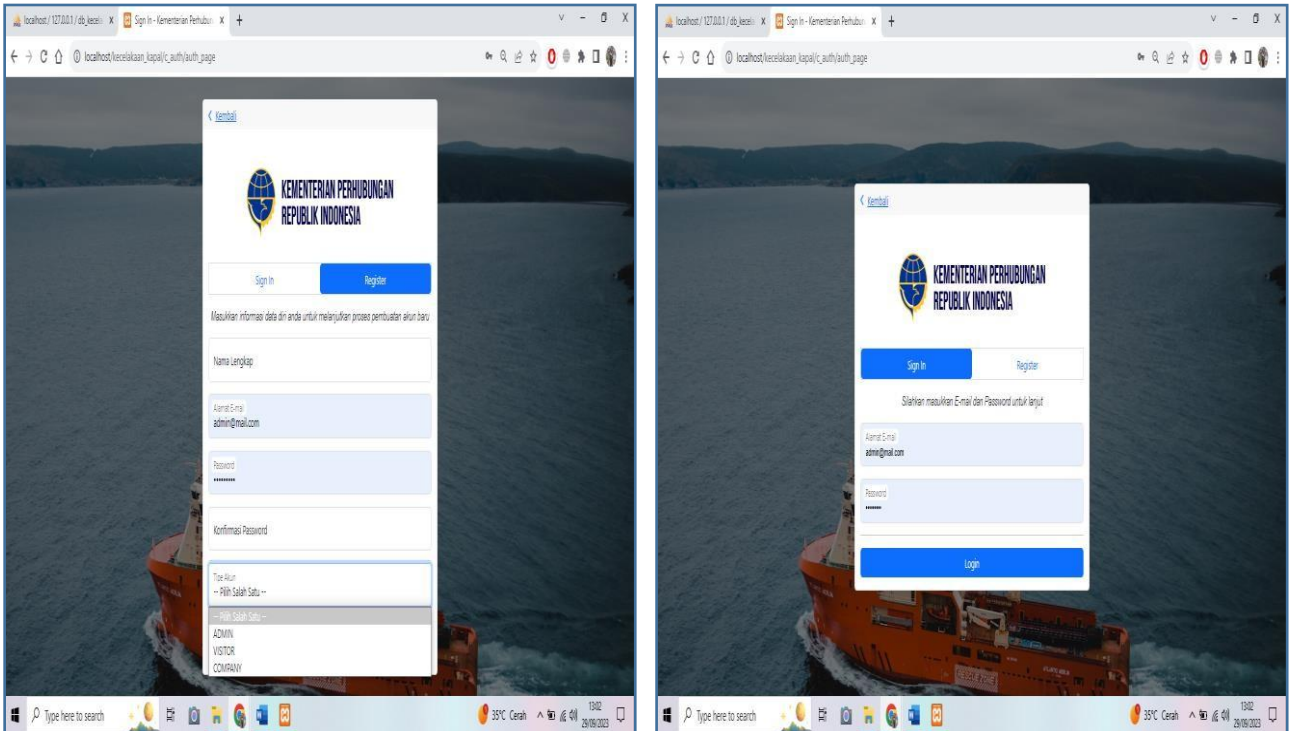 localhost / 127.0.0.1 / db_kecela
Sign In - Kementerian Perhubun
localhost/kecelakaan_kapal/c_auth/auth_page
Kembali
KEMENTERIAN PERHUBUNGAN
REPUBLIK INDONESIA
Sign In
Register
Masukkan informasi data diri anda untuk melanjutkan proses pembuatan akun baru
Nama Lengkap
Alamat E-mail
admin@mail.com
Password
Konfirmasi Password
Tipe Akun
-- Pilih Salah Satu --
-- Pilih Salah Satu --
ADMIN
VISITOR
COMPANY
RESCUE ZONE
Type here to search
35°C Cerah
13:02
29/09/2023
localhost / 127.0.0.1 / db_kecela
Sign In - Kementerian Perhubun
localhost/kecelakaan_kapal/c_auth/auth_page
Kembali
KEMENTERIAN PERHUBUNGAN
REPUBLIK INDONESIA
Sign In
Register
Silahkan masukkan E-mail dan Password untuk lanjut
Alamat E-mail
admin@mail.com
Password
Login
RESCUE ZONE
Type here to search
35°C Cerah
13:02
29/09/2023